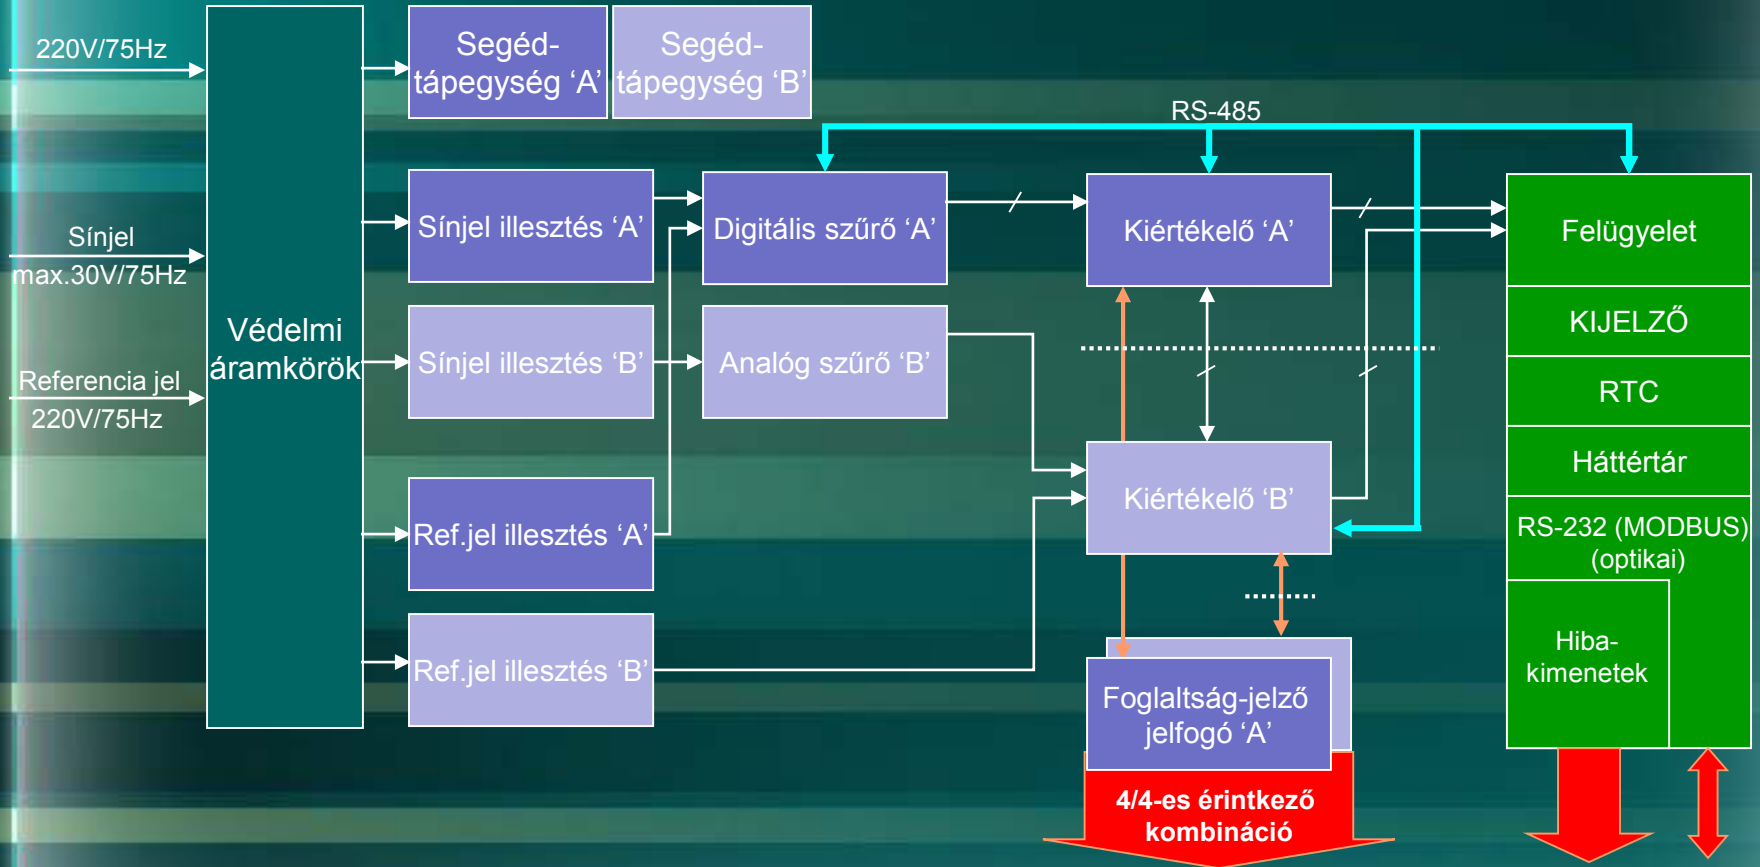 220V/75Hz
Sínjel
max.30V/75Hz
Referencia jel
220V/75Hz
Védelmi
áramkörök
Segéd-
tápegység ‘A’
Segéd-
tápegység ‘B’
RS-485
Sínjel illesztés ‘A’
Digitális szűrő ‘A’
Kiértékelő ‘A’
Felügyelet
KIJELZŐ
Sínjel illesztés ‘B’
Analóg szűrő ‘B’
RTC
Háttértár
Kiértékelő ‘B’
Ref.jel illesztés ‘A’
RS-232 (MODBUS)
(optikai)
Ref.jel illesztés ‘B’
Hiba-
kimenetek
Foglaltság-jelző
jelfogó ‘A’
4/4-es érintkező
kombináció